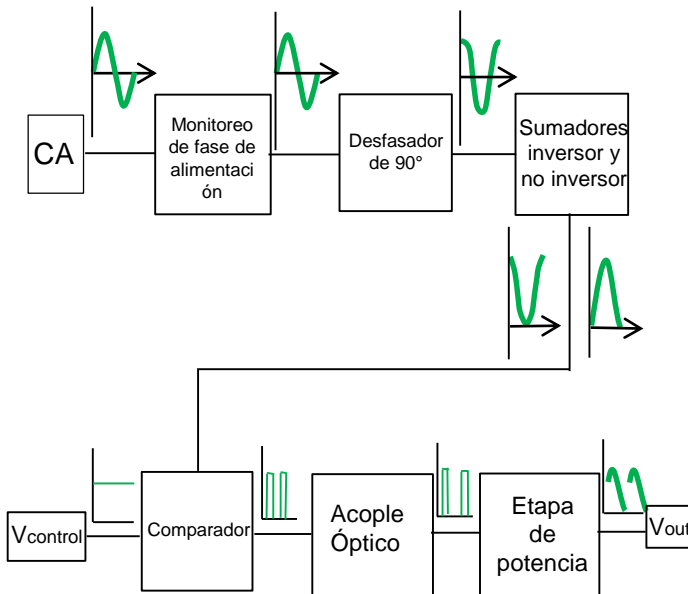 CA
Monitoreo
de fase de
alimentaci
ón
Desfasador
de 90°
Sumadores
inversor y
no inversor
Vcontrol
Comparador
Acople
Óptico
Etapa
de
potencia
Vout